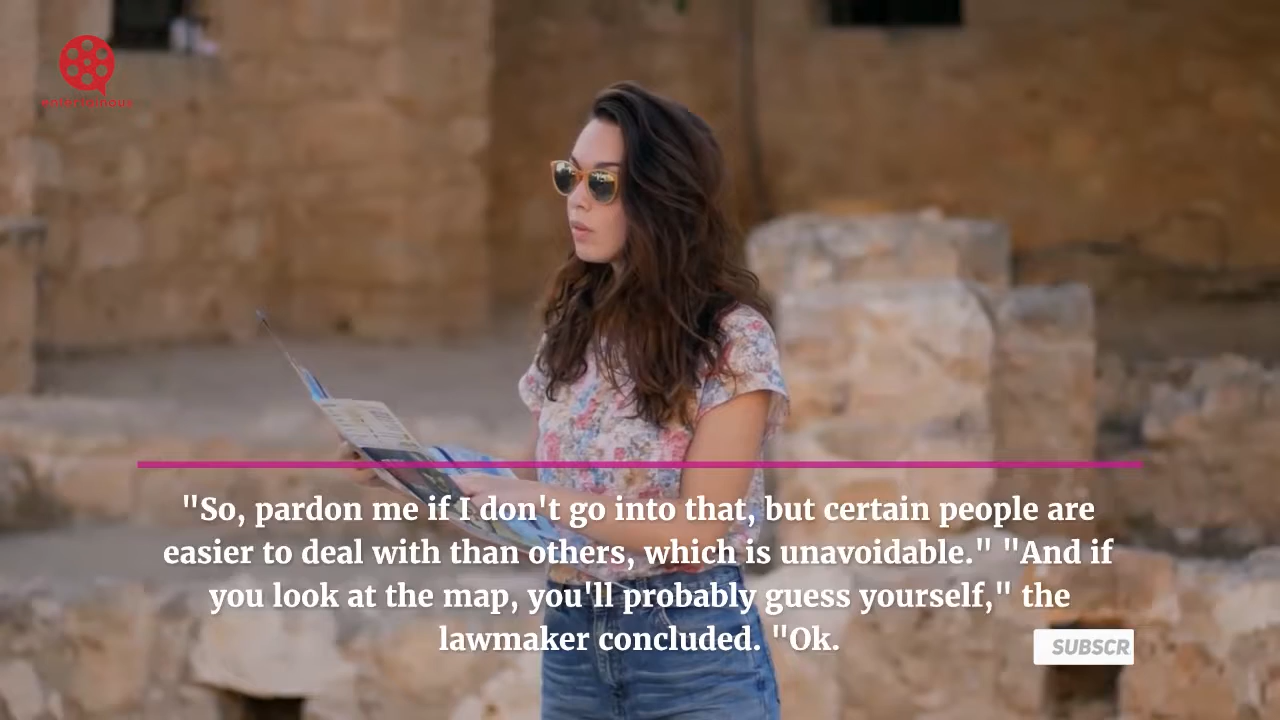 "So, pardon me if I don't go into that, but certain people are
easier to deal with than others, which is unavoidable." "And if
you look at the map, you'll probably guess yourself," the
lawmaker concluded. "Ok.
SUBSCR